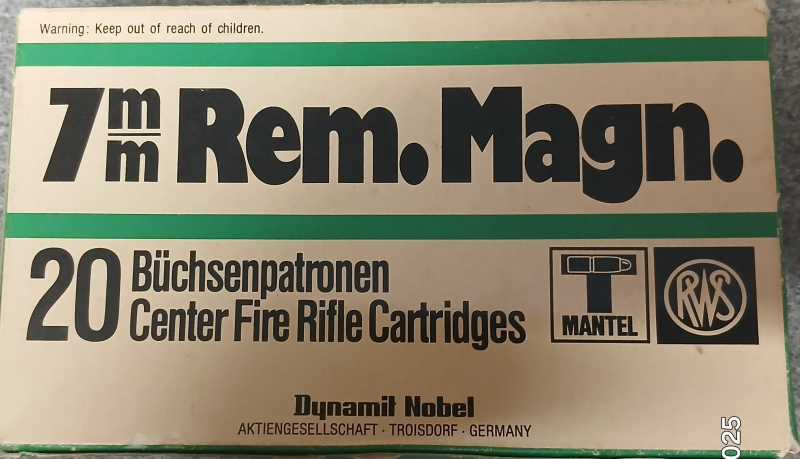 Warning: Keep out of reach of children.
7mm Rem. Magn.
20 Büchsenpatronen
Center Fire Rifle Cartridges
T
MANTEL
RWS
Dynamit Nobel
AKTIENGESELLSCHAFT · TROISDORF · GERMANY
025